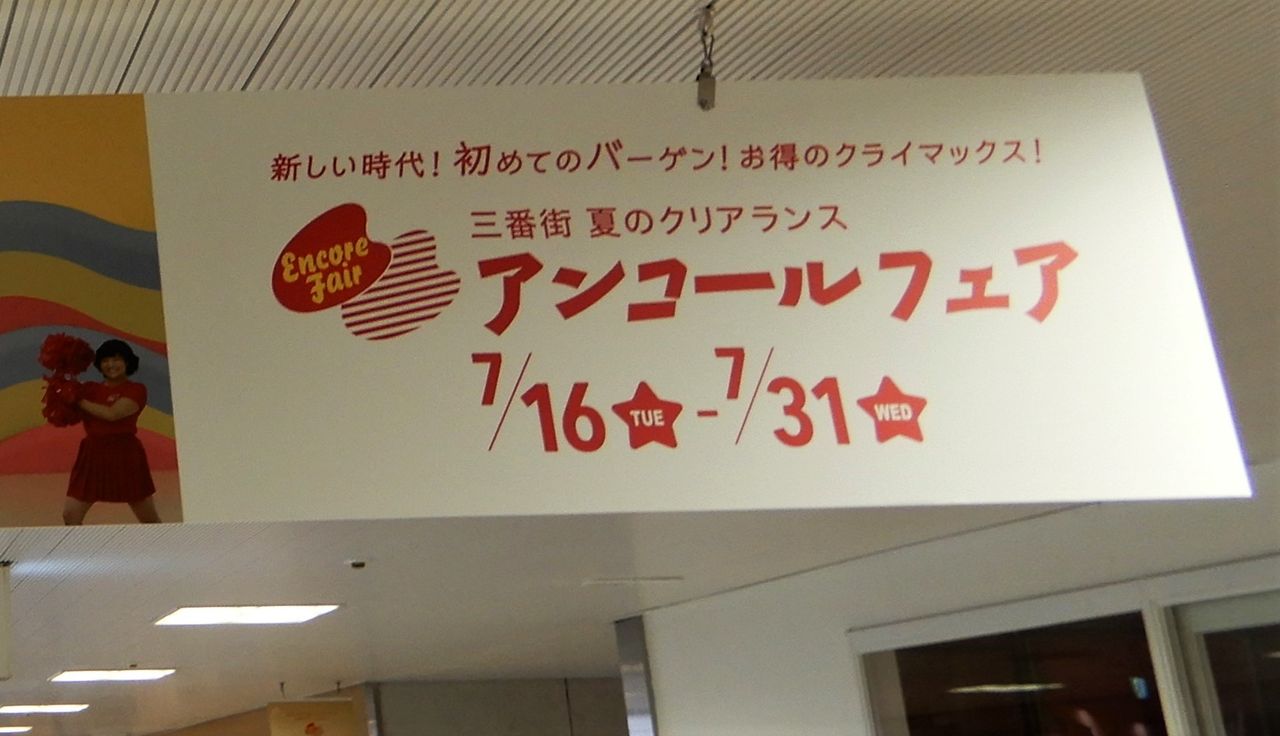 新しい時代！初めてのバーゲン！お得のクライマックス！
三番街 夏のクリアランス
Encore
Fair
アンコールフェア
7/16 TUE - 7/31 WED